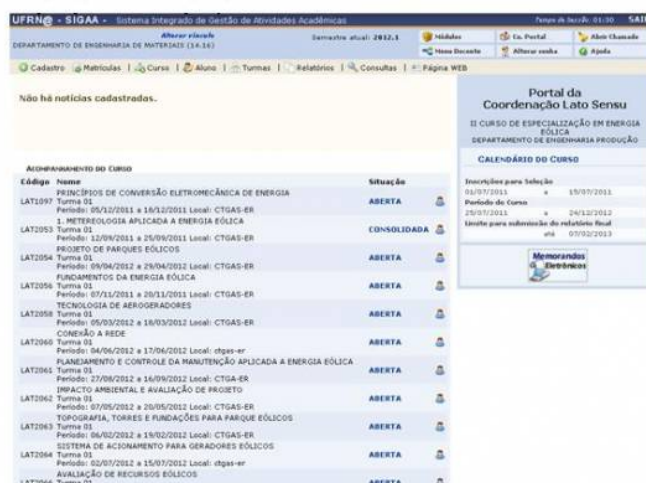 UFRN@ - SIGAA - Sistema Integrado de Gestão de Atividades Acadêmicas
Tempo de Sessão: 01:30 SAIR
Alterar vínculo
DEPARTAMENTO DE ENGENHARIA DE MATERIAIS (14.16)
Semestre atual: 2012.1
Módulos
Cx. Postal
Abrir Chamado
Menu Docente
Alterar senha
Ajuda
Cadastro | Matrículas | Curso | Aluno | Turmas | Relatórios | Consultas | Página WEB
Não há notícias cadastradas.
ACOMPANHAMENTO DO CURSO
Código Nome Situação
PRINCÍPIOS DE CONVERSÃO ELETROMECÂNICA DE ENERGIA
LAT1097 Turma 01 ABERTA
Período: 05/12/2011 a 18/12/2011 Local: CTGAS-ER
1. METEREOLOGIA APLICADA A ENERGIA EÓLICA
LAT2053 Turma 01 CONSOLIDADA
Período: 12/09/2011 a 25/09/2011 Local: CTGAS-ER
PROJETO DE PARQUES EÓLICOS
LAT2054 Turma 01 ABERTA
Período: 09/04/2012 a 29/04/2012 Local: CTGAS-ER
FUNDAMENTOS DA ENERGIA EÓLICA
LAT2056 Turma 01 ABERTA
Período: 07/11/2011 a 20/11/2011 Local: CTGAS-ER
TECNOLOGIA DE AEROGERADORES
LAT2058 Turma 01 ABERTA
Período: 05/03/2012 a 18/03/2012 Local: CTGAS-ER
CONEXÃO A REDE
LAT2060 Turma 01 ABERTA
Período: 04/06/2012 a 17/06/2012 Local: ctgas-er
PLANEJAMENTO E CONTROLE DA MANUTENÇÃO APLICADA A ENERGIA EÓLICA
LAT2061 Turma 01 ABERTA
Período: 27/08/2012 a 16/09/2012 Local: CTGA-ER
IMPACTO AMBIENTAL E AVALIAÇÃO DE PROJETO
LAT2062 Turma 01 ABERTA
Período: 07/05/2012 a 20/05/2012 Local: CTGAS-ER
TOPOGRAFIA, TORRES E FUNDAÇÕES PARA PARQUE EÓLICOS
LAT2063 Turma 01 ABERTA
Período: 06/02/2012 a 19/02/2012 Local: CTGAS-ER
SISTEMA DE ACIONAMENTO PARA GERADORES EÓLICOS
LAT2064 Turma 01 ABERTA
Período: 02/07/2012 a 15/07/2012 Local: ctgas-er
AVALIAÇÃO DE RECURSOS EÓLICOS
LAT2066 Turma 01 ABERTA
Portal da
Coordenação Lato Sensu
II CURSO DE ESPECIALIZAÇÃO EM ENERGIA
EÓLICA
DEPARTAMENTO DE ENGENHARIA PRODUÇÃO
CALENDÁRIO DO CURSO
Inscrições para Seleção
01/07/2011 a 15/07/2011
Período do Curso
25/07/2011 a 24/12/2012
Limite para submissão do relatório final
até 07/02/2013
Memorandos
Eletrônicos